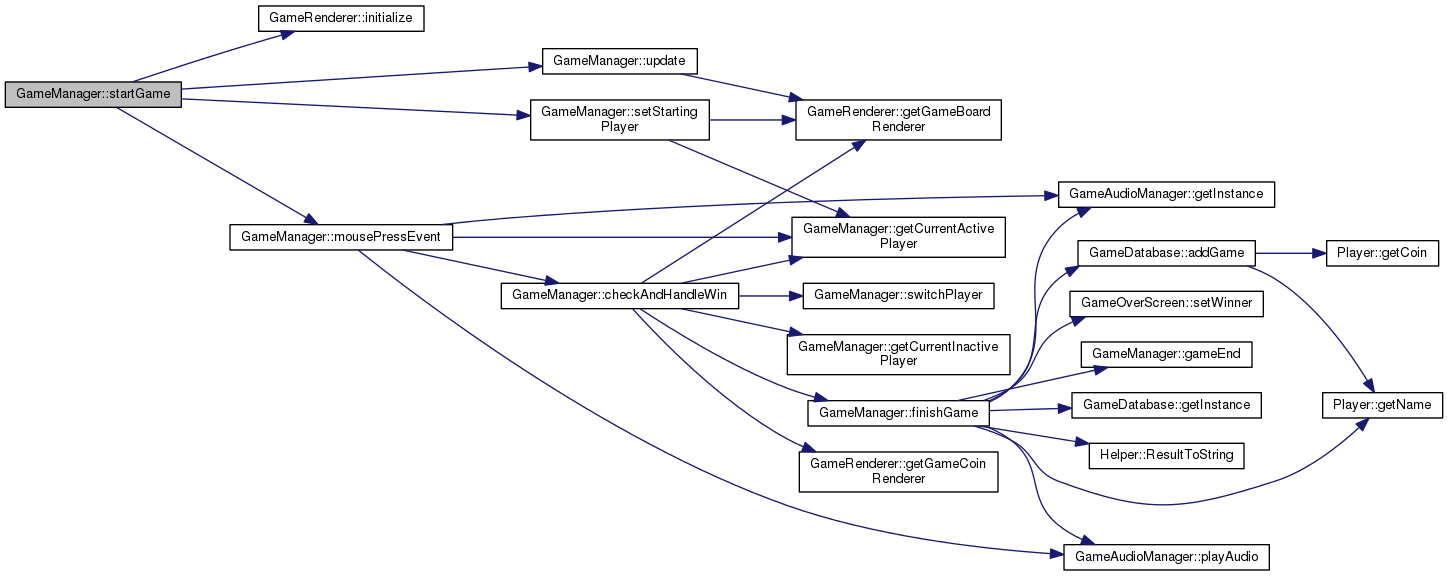 GameRenderer::initialize
GameManager::update
GameManager::startGame
GameManager::setStarting
Player
GameRenderer::getGameBoard
Renderer
GameAudioManager::getInstance
GameManager::mousePressEvent
GameManager::getCurrentActive
Player
GameDatabase::addGame
Player::getCoin
GameManager::checkAndHandleWin
GameManager::switchPlayer
GameOverScreen::setWinner
GameManager::getCurrentInactive
Player
GameManager::gameEnd
GameManager::finishGame
GameDatabase::getInstance
Player::getName
Helper::ResultToString
GameRenderer::getGameCoin
Renderer
GameAudioManager::playAudio